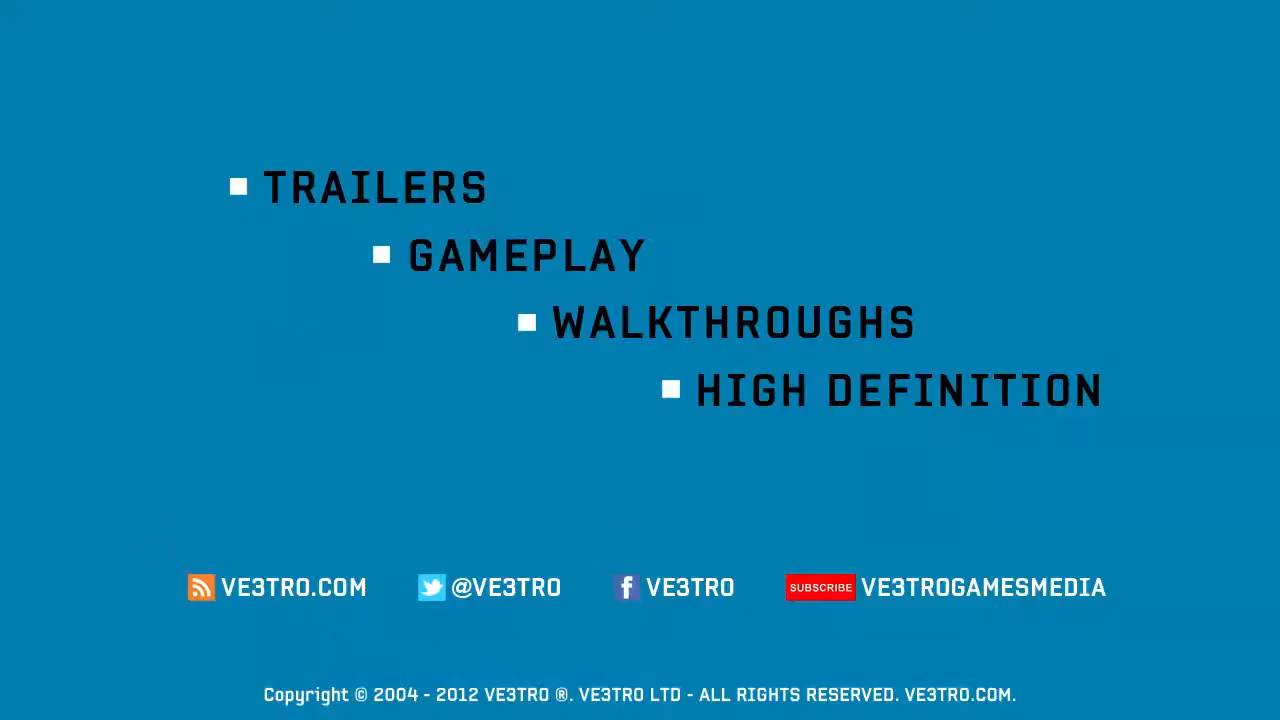 TRAILERS
GAMEPLAY
WALKTHROUGHS
HIGH DEFINITION
VE3TRO.COM @VE3TRO VE3TRO SUBSCRIBE VE3TROGAMESMEDIA
Copyright © 2004 - 2012 VE3TRO ®. VE3TRO LTD - ALL RIGHTS RESERVED. VE3TRO.COM.